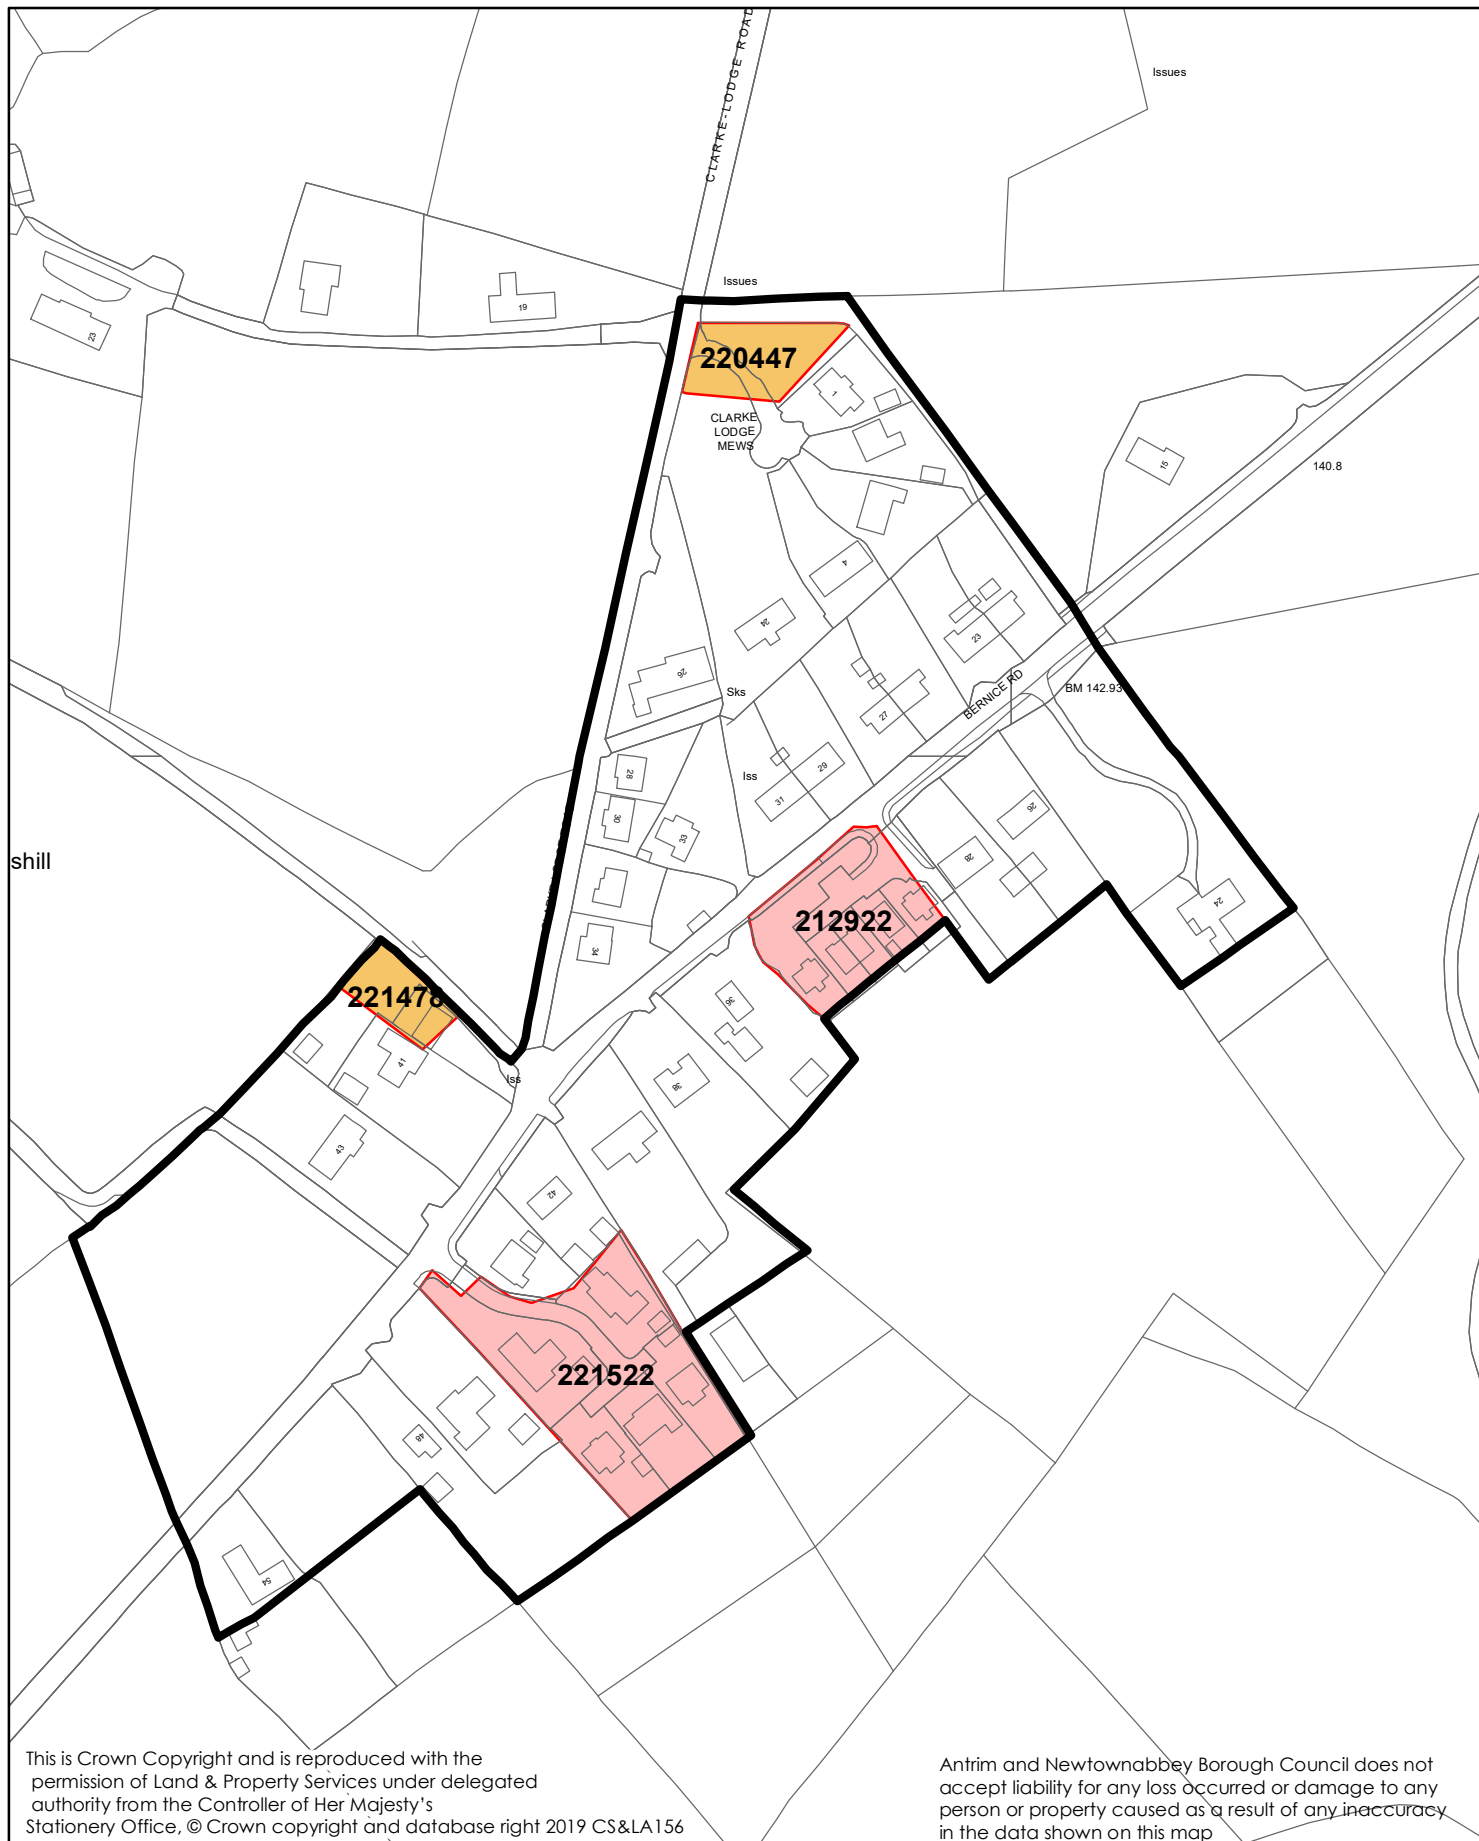 CLARKE-LODGE ROAD
Issues
Issues
23
19
220447
1
CLARKE
LODGE
MEWS
15
140.8
4
24
23
26
Sks
BERNICE RD
BM 142.93
27
28
Iss
29
31
30
33
26
28
shill
212922
24
34
221478
36
41
Iss
38
43
42
221522
48
54
This is Crown Copyright and is reproduced with the
permission of Land & Property Services under delegated
authority from the Controller of Her Majesty's
Stationery Office, © Crown copyright and database right 2019 CS&LA156
Antrim and Newtownabbey Borough Council does not
accept liability for any loss occurred or damage to any
person or property caused as a result of any inaccuracy
in the data shown on this map